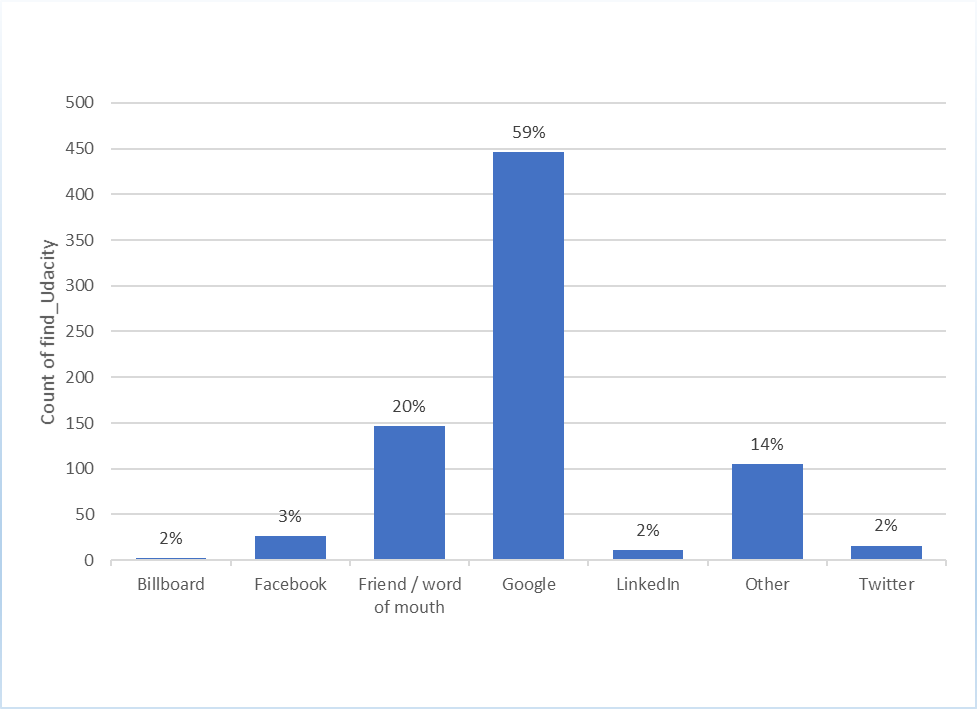 500
450
400
350
300
250
200
150
100
50
0
Count of find_Udacity
2%
3%
20%
59%
2%
14%
2%
Billboard
Facebook
Friend / word
of mouth
Google
LinkedIn
Other
Twitter